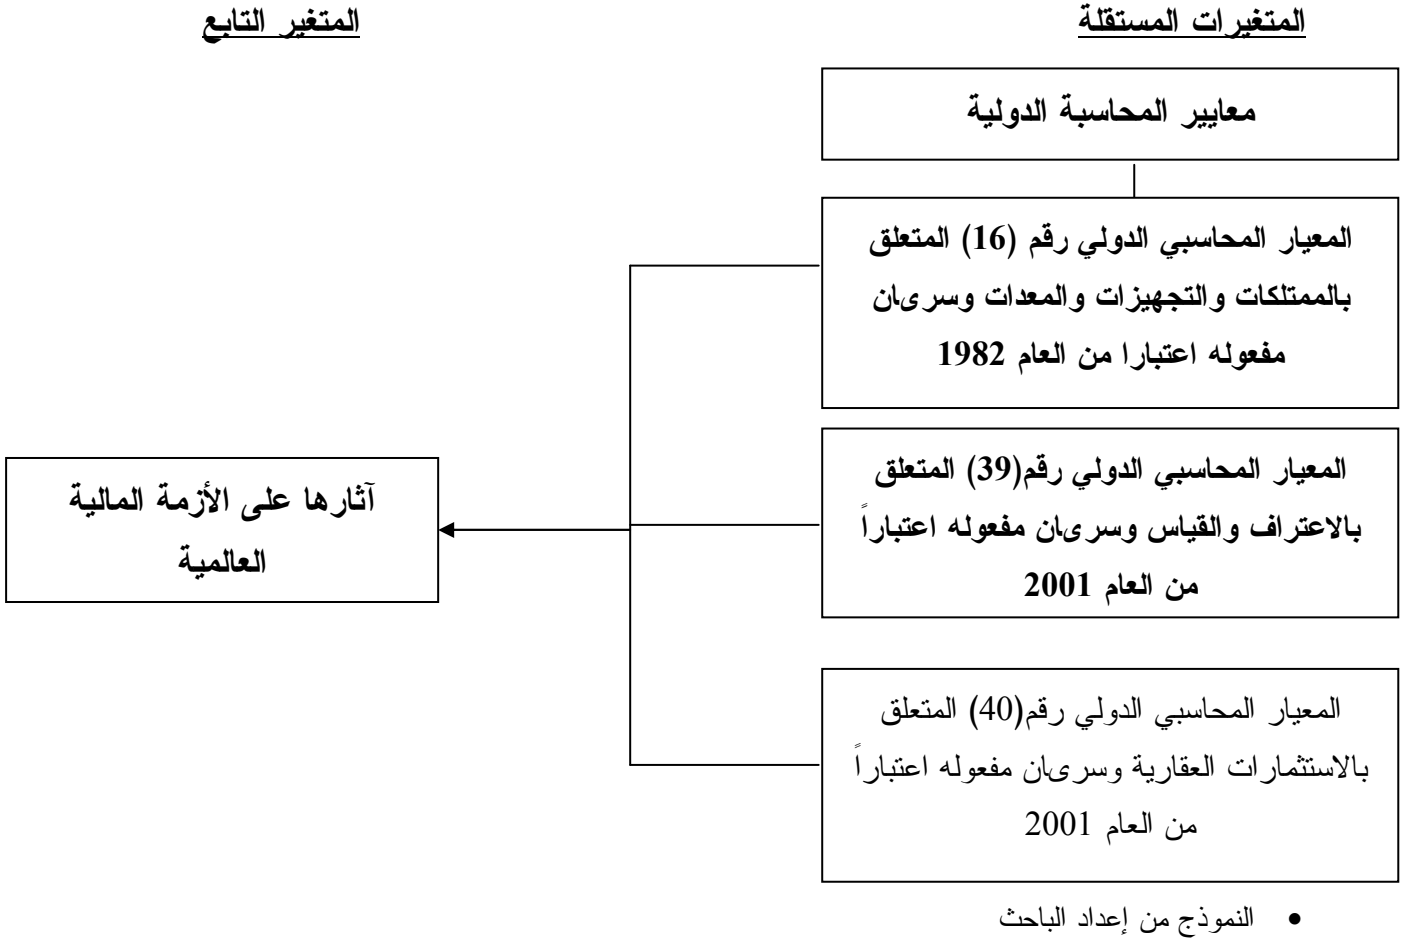 المتغيرات المستقلة
المتغير التابع
معايير المحاسبة الدولية
المعيار المحاسبي الدولي رقم (16) المتعلق
بالممتلكات والتجهيزات والمعدات وسرىان
مفعوله اعتبارا من العام 1982
المعيار المحاسبي الدولي رقم(39) المتعلق
بالاعتراف والقياس وسرىان مفعوله اعتباراً
من العام 2001
المعيار المحاسبي الدولي رقم(40) المتعلق
بالاستثمارات العقارية وسرىان مفعوله اعتباراً
من العام 2001
آثارها على الأزمة المالية
العالمية
• النموذج من إعداد الباحث